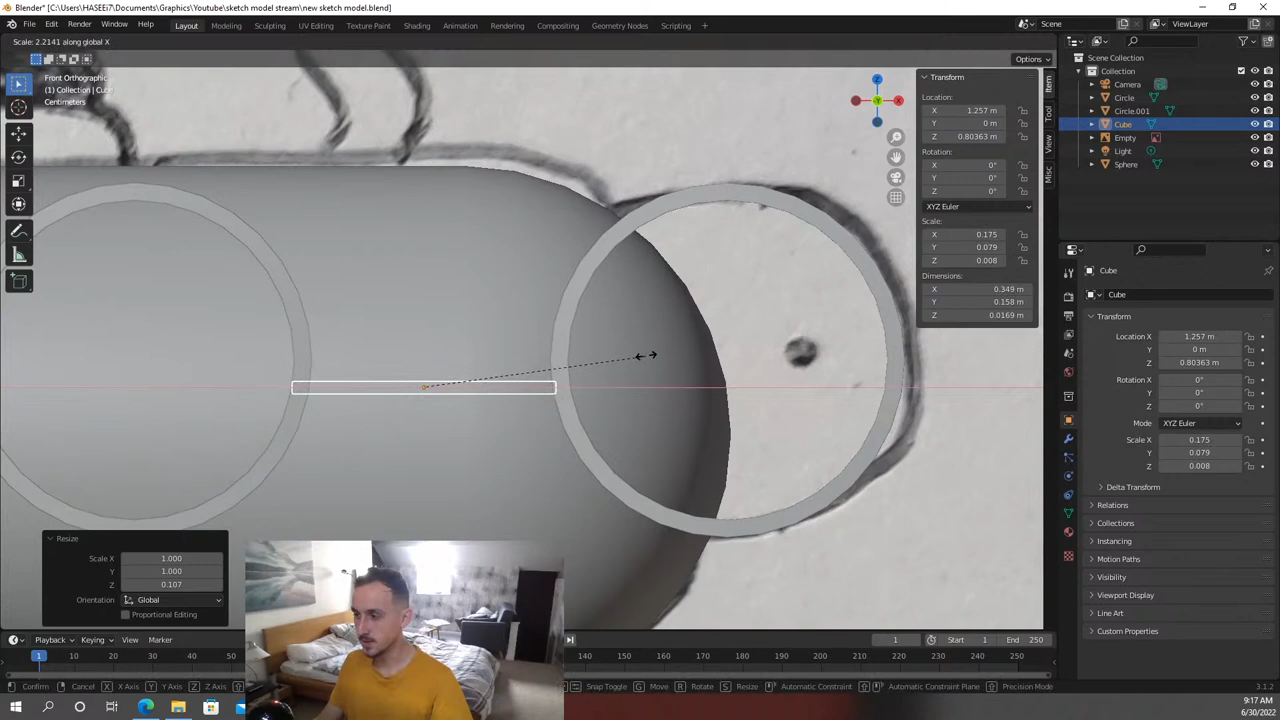 Blender* [C:\Users\HASEEi7\Documents\Graphics\Youtube\sketch model stream\new sketch model.blend]
File Edit Render Window Help Layout Modeling Sculpting UV Editing Texture Paint Shading Animation Rendering Compositing Geometry Nodes Scripting Scene ViewLayer
Scale: 2.2141 along global X
Options
Front Orthographic
(1) Collection | Cube
Centimeters
Transform
Location:
X 1.257 m
Y 0 m
Z 0.80363 m
Rotation:
X 0°
Y 0°
Z 0°
XYZ Euler
Scale:
X 0.175
Y 0.079
Z 0.008
Dimensions:
X 0.349 m
Y 0.158 m
Z 0.0169 m
Item
Tool
View
Misc
Z
Y
X
Scene Collection
Collection
Camera
Circle
Circle.001
Cube
Empty
Light
Sphere
Cube
Cube
Transform
Location X 1.257 m
Y 0 m
Z 0.80363 m
Rotation X 0°
Y 0°
Z 0°
Mode XYZ Euler
Scale X 0.175
Y 0.079
Z 0.008
Delta Transform
Relations
Collections
Instancing
Motion Paths
Visibility
Viewport Display
Line Art
Custom Properties
Resize
Scale X 1.000
Y 1.000
Z 0.107
Orientation Global
Proportional Editing
Playback Keying View Marker 1 Start 1 End 250
1 140 150 160 170 180 190 200 210 220 230 240 250
Confirm Cancel X X Axis Y Y Axis Z Z Axis Snap Toggle G Move R Rotate S Resize Automatic Constraint Automatic Constraint Plane Precision Mode 3.1.2
9:17 AM
6/30/2022